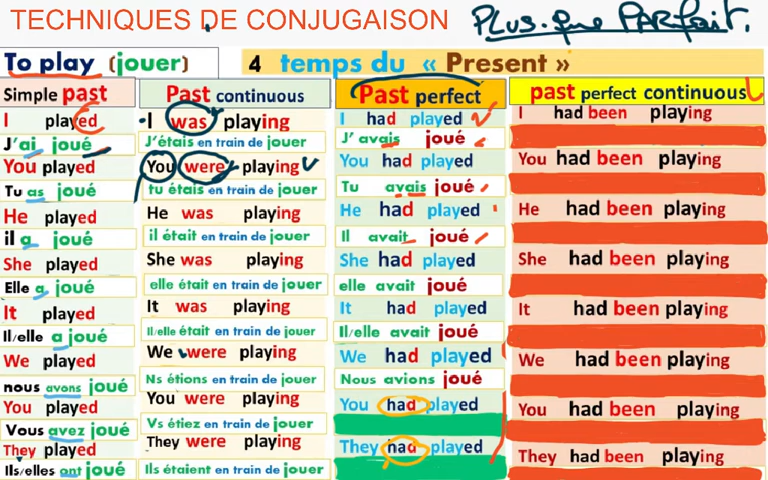 TECHNIQUES DE CONJUGAISON
PLUS-que PARfait.
To play (jouer)
4 temps du « Present »
Simple past
Past continuous
Past perfect
past perfect continuous
I played
I was playing
I had played
I had been playing
J'ai joué
J'étais en train de jouer
J' avais joué
You played
You were playing
You had played
You had been playing
Tu as joué
tu étais en train de jouer
Tu avais joué
He played
He was playing
He had played
He had been playing
il a joué
il était en train de jouer
Il avait joué
She played
She was playing
She had played
She had been playing
Elle a joué
elle était en train de jouer
elle avait joué
It played
It was playing
It had played
It had been playing
Il/elle a joué
Il/elle était en train de jouer
Il/elle avait joué
We played
We were playing
We had played
We had been playing
nous avons joué
Ns étions en train de jouer
Nous avions joué
You played
You were playing
You had played
You had been playing
Vous avez joué
Vs étiez en train de jouer
They played
They were playing
They had played
They had been playing
Ils/elles ont joué
Ils étaient en train de jouer